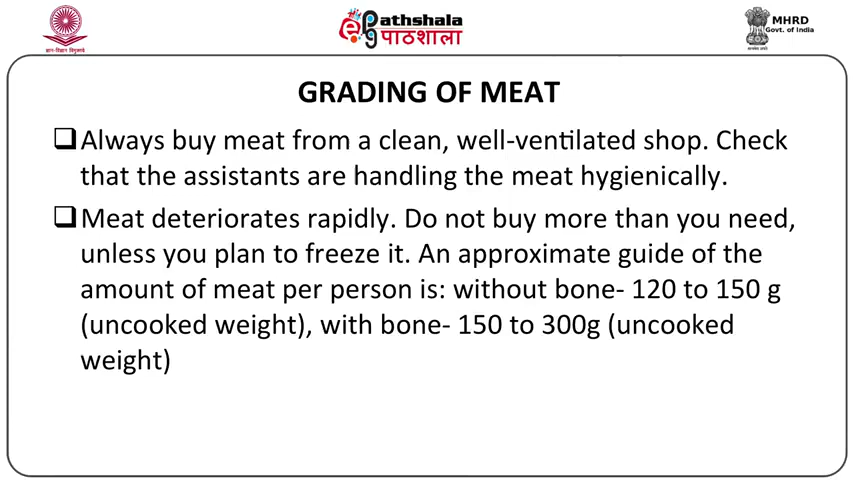 ePathshala
पाठशाला
MHRD
Govt. of India
GRADING OF MEAT
❑Always buy meat from a clean, well-ventilated shop. Check
that the assistants are handling the meat hygienically.
❑Meat deteriorates rapidly. Do not buy more than you need,
unless you plan to freeze it. An approximate guide of the
amount of meat per person is: without bone- 120 to 150 g
(uncooked weight), with bone- 150 to 300g (uncooked
weight)